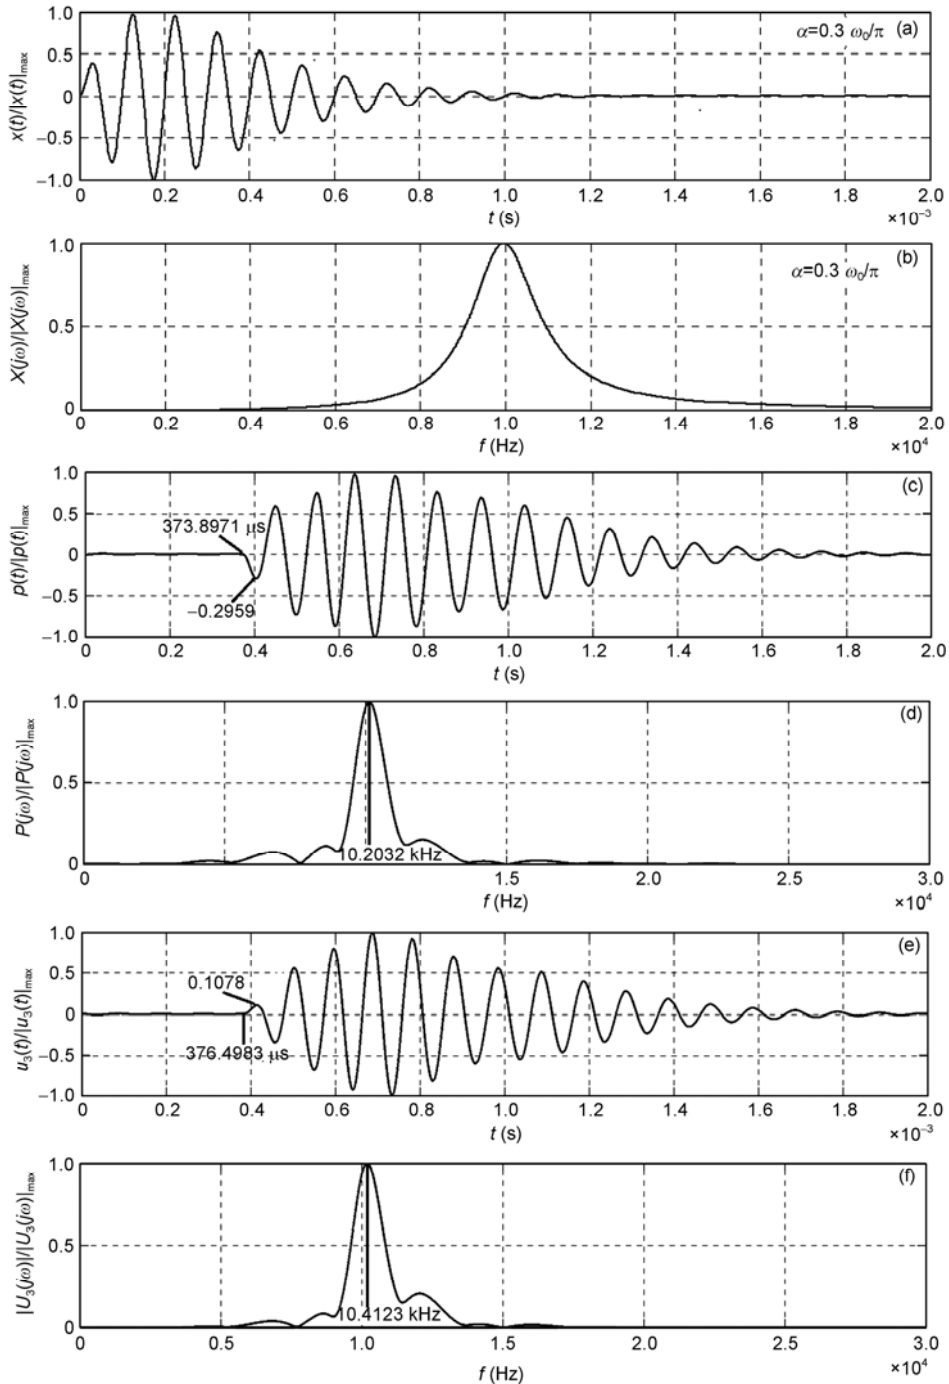 1.0
0.5
0
−0.5
−1.0
x(t)/|x(t)|max
α=0.3 ω0/π
(a)
0 0.2 0.4 0.6 0.8 1.0 1.2 1.4 1.6 1.8 2.0
t (s)
×10−3
1.0
0.5
0
X(jω)/|X(jω)|max
α=0.3 ω0/π
(b)
0 0.2 0.4 0.6 0.8 1.0 1.2 1.4 1.6 1.8 2.0
f (Hz)
×104
1.0
0.5
0
−0.5
−1.0
p(t)/|p(t)|max
373.8971 μs
−0.2959
(c)
0 0.2 0.4 0.6 0.8 1.0 1.2 1.4 1.6 1.8 2.0
t (s)
1.0
0.5
0
P(jω)/|P(jω)|max
10.2032 kHz
(d)
0 1.5 2.0 2.5 3.0
f (Hz)
×104
1.0
0.5
0
−0.5
−1.0
u3(t)/|u3(t)|max
0.1078
376.4983 μs
(e)
0 0.2 0.4 0.6 0.8 1.0 1.2 1.4 1.6 1.8 2.0
t (s)
×10−3
1.0
0.5
0
|U3(jω)|/|U3(jω)|max
10.4123 kHz
(f)
0 0.5 1.0 1.5 2.0 2.5 3.0
f (Hz)
×104